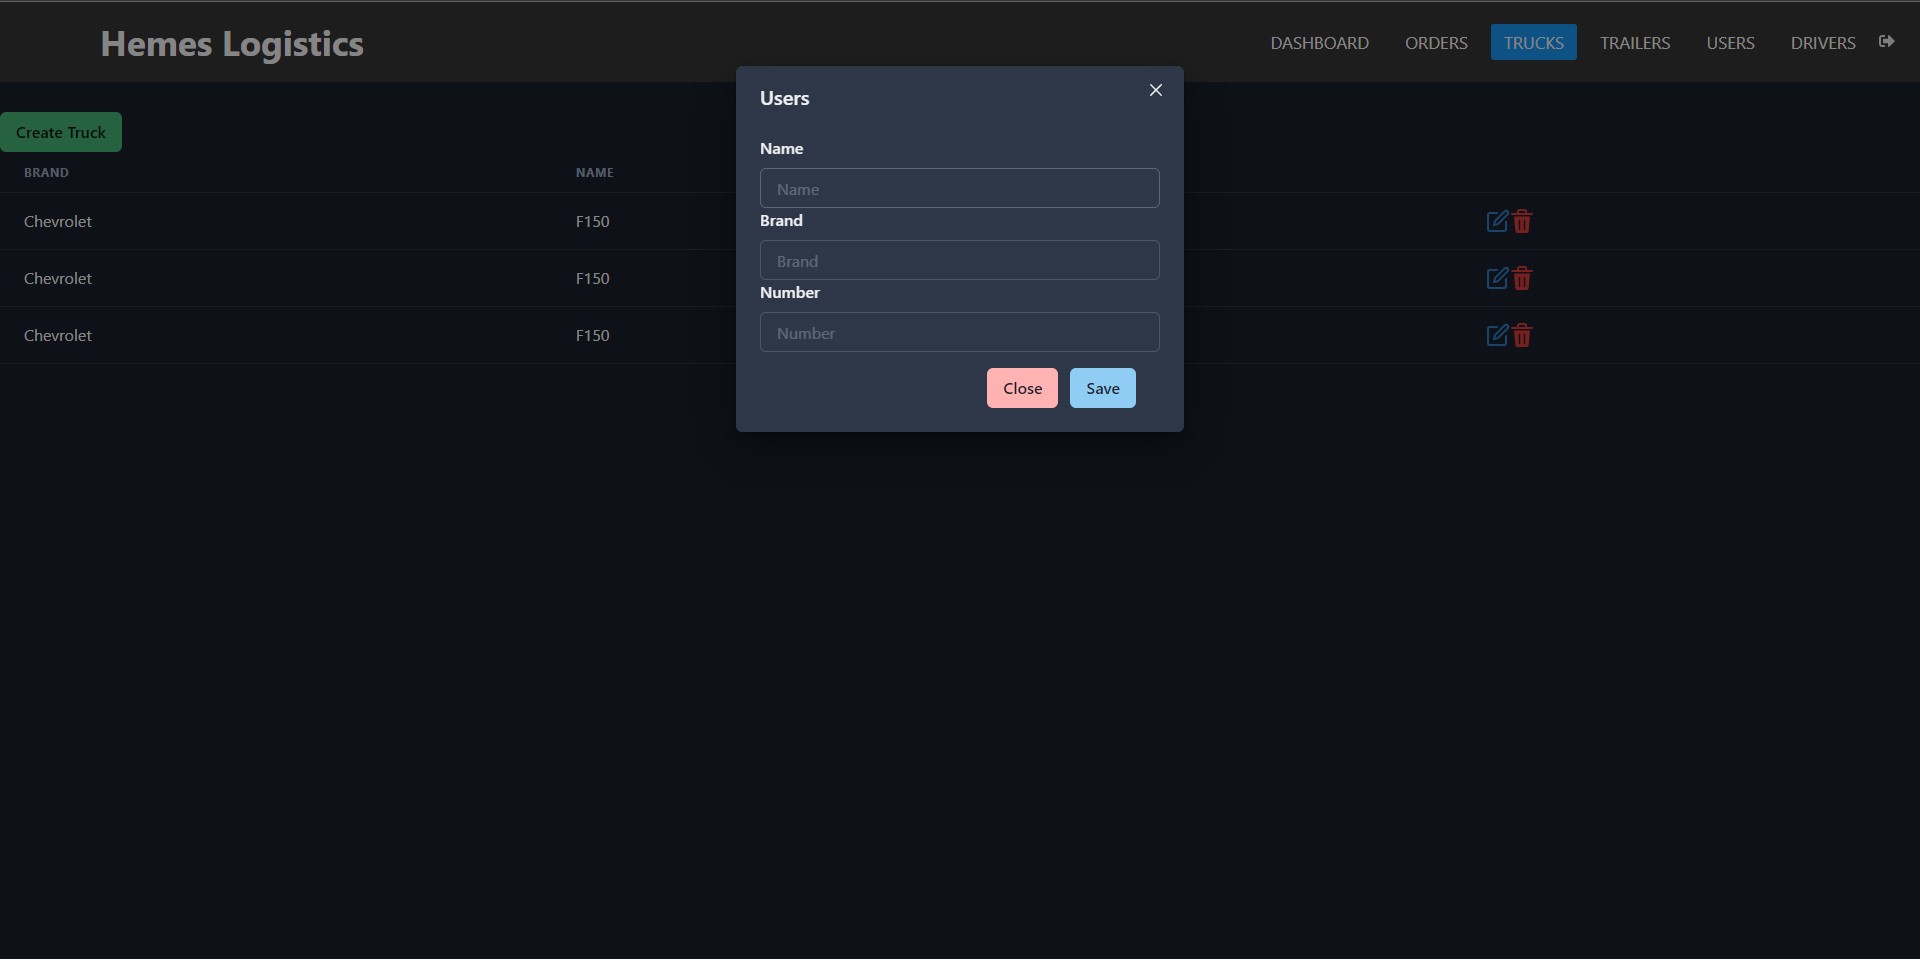 Hemes Logistics
DASHBOARD ORDERS TRUCKS TRAILERS USERS DRIVERS
Create Truck
BRAND NAME
Chevrolet F150
Chevrolet F150
Chevrolet F150
Users
Name
Name
Brand
Brand
Number
Number
Close Save